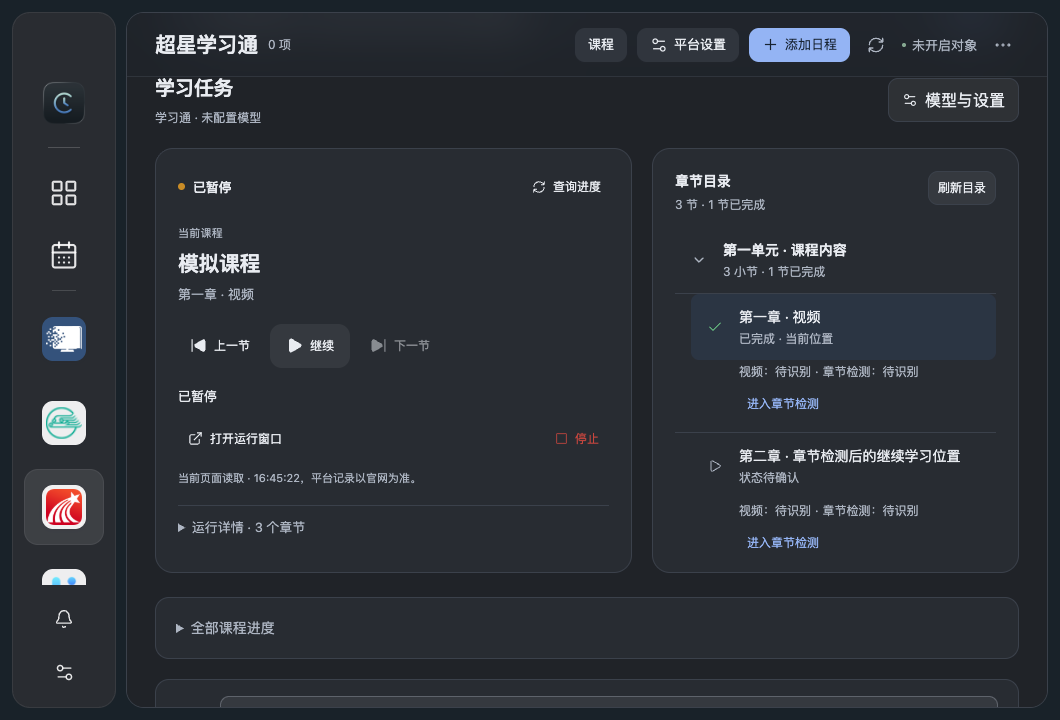 超星学习通 0 项
课程
平台设置
添加日程
未开启对象
学习任务
学习通 · 未配置模型
模型与设置
已暂停
查询进度
当前课程
模拟课程
第一章 · 视频
上一节
继续
下一节
已暂停
打开运行窗口
停止
当前页面读取 · 16:45:22，平台记录以官网为准。
运行详情 · 3 个章节
章节目录
3 节 · 1 节已完成
刷新目录
第一单元 · 课程内容
3 小节 · 1 节已完成
第一章 · 视频
已完成 · 当前位置
视频：待识别 · 章节检测：待识别
进入章节检测
第二章 · 章节检测后的继续学习位置
状态待确认
视频：待识别 · 章节检测：待识别
进入章节检测
全部课程进度